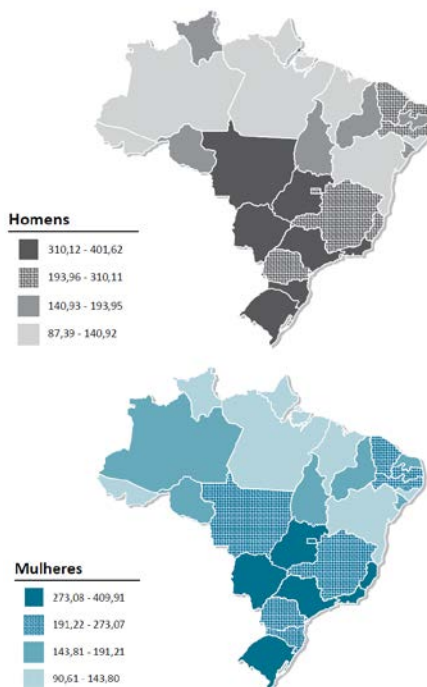 Homens
310,12 - 401,62
193,96 - 310,11
140,93 - 193,95
87,39 - 140,92
Mulheres
273,08 - 409,91
191,22 - 273,07
143,81 - 191,21
90,61 - 143,80